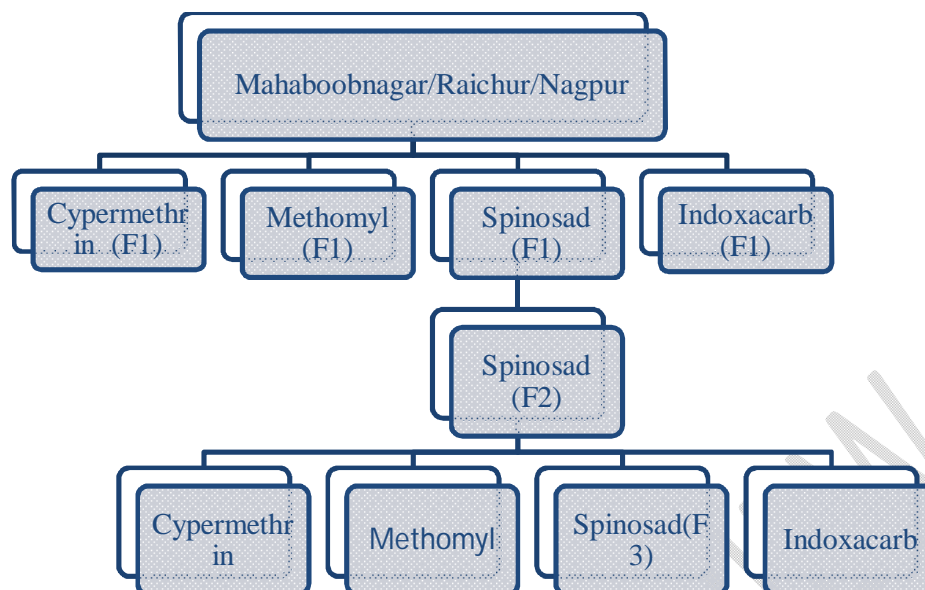 Mahaboobnagar/Raichur/Nagpur
Cypermethr
in (F1)
Methomyl
(F1)
Spinosad
(F1)
Indoxacarb
(F1)
Spinosad
(F2)
Cypermethr
in
Methomyl
Spinosad(F
3)
Indoxacarb